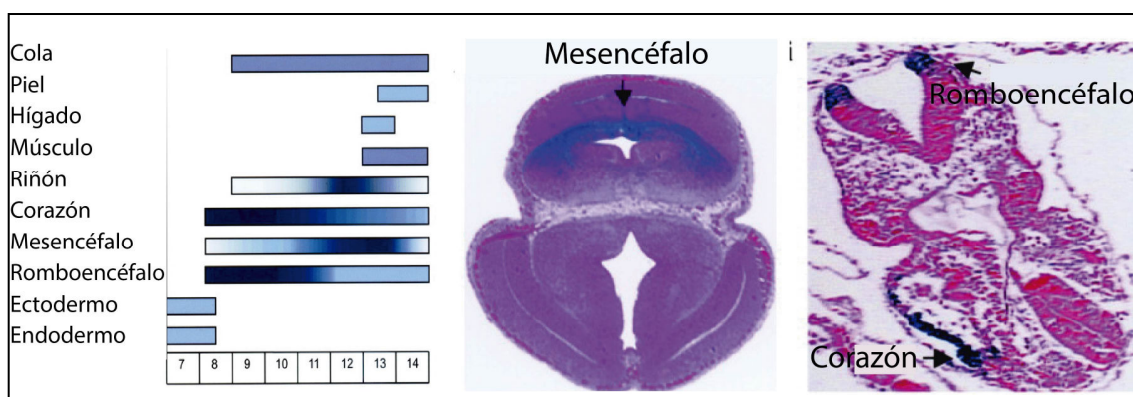 Cola
Piel
Hígado
Músculo
Riñón
Corazón
Mesencéfalo
Romboencéfalo
Ectodermo
Endodermo
7 8 9 10 11 12 13 14
Mesencéfalo
i
Romboencéfalo
Corazón